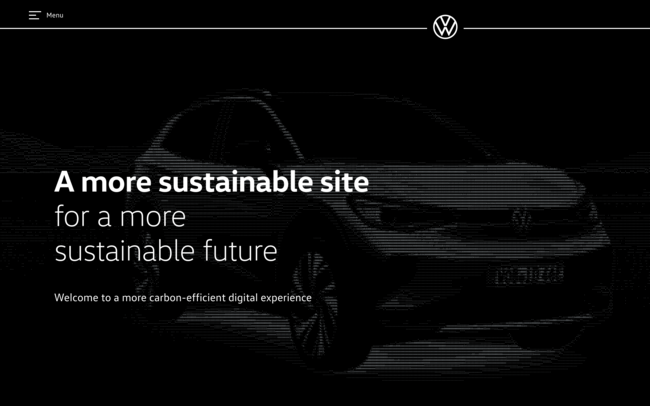 Menu
A more sustainable site
for a more
sustainable future
Welcome to a more carbon-efficient digital experience